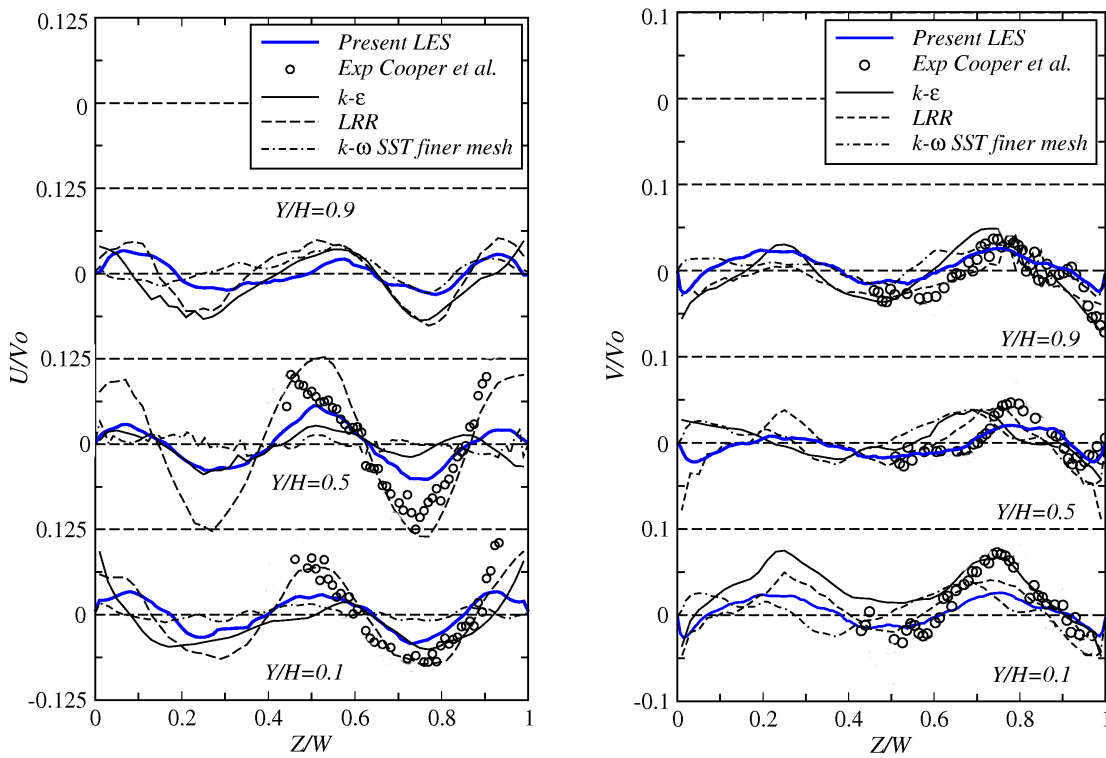 0.125
Present LES
Exp Cooper et al.
k-ε
LRR
k-ω SST finer mesh
0
0.125
Y/H=0.9
0
0.125
U/Vo
0
Y/H=0.5
0.125
0
Y/H=0.1
-0.125
0 0.2 0.4 0.6 0.8 1
Z/W
0.1
Present LES
Exp Cooper et al.
k-ε
LRR
k-ω SST finer mesh
0
0.1
0
Y/H=0.9
0.1
V/Vo
0
Y/H=0.5
0.1
0
Y/H=0.1
-0.1
0 0.2 0.4 0.6 0.8 1
Z/W